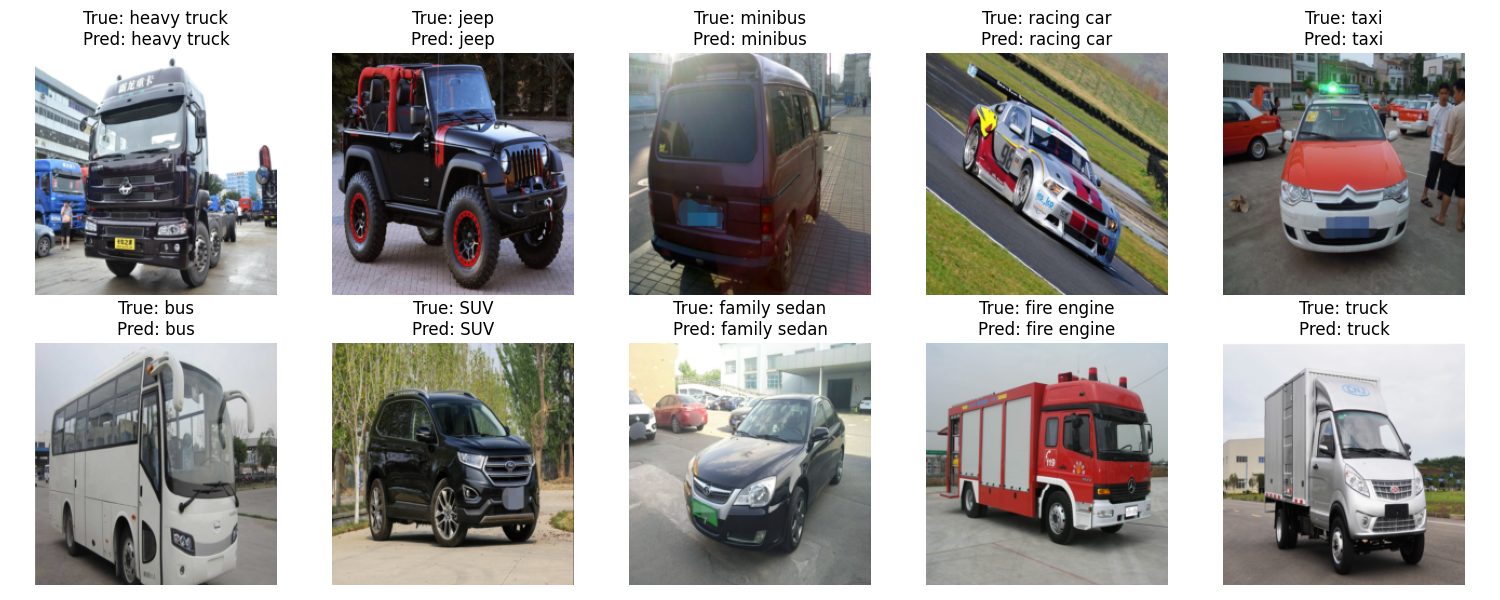 True: heavy truck
Pred: heavy truck
True: jeep
Pred: jeep
True: minibus
Pred: minibus
True: racing car
Pred: racing car
True: taxi
Pred: taxi
JEEP
119
True: bus
Pred: bus
True: SUV
Pred: SUV
True: family sedan
Pred: family sedan
True: fire engine
Pred: fire engine
True: truck
Pred: truck